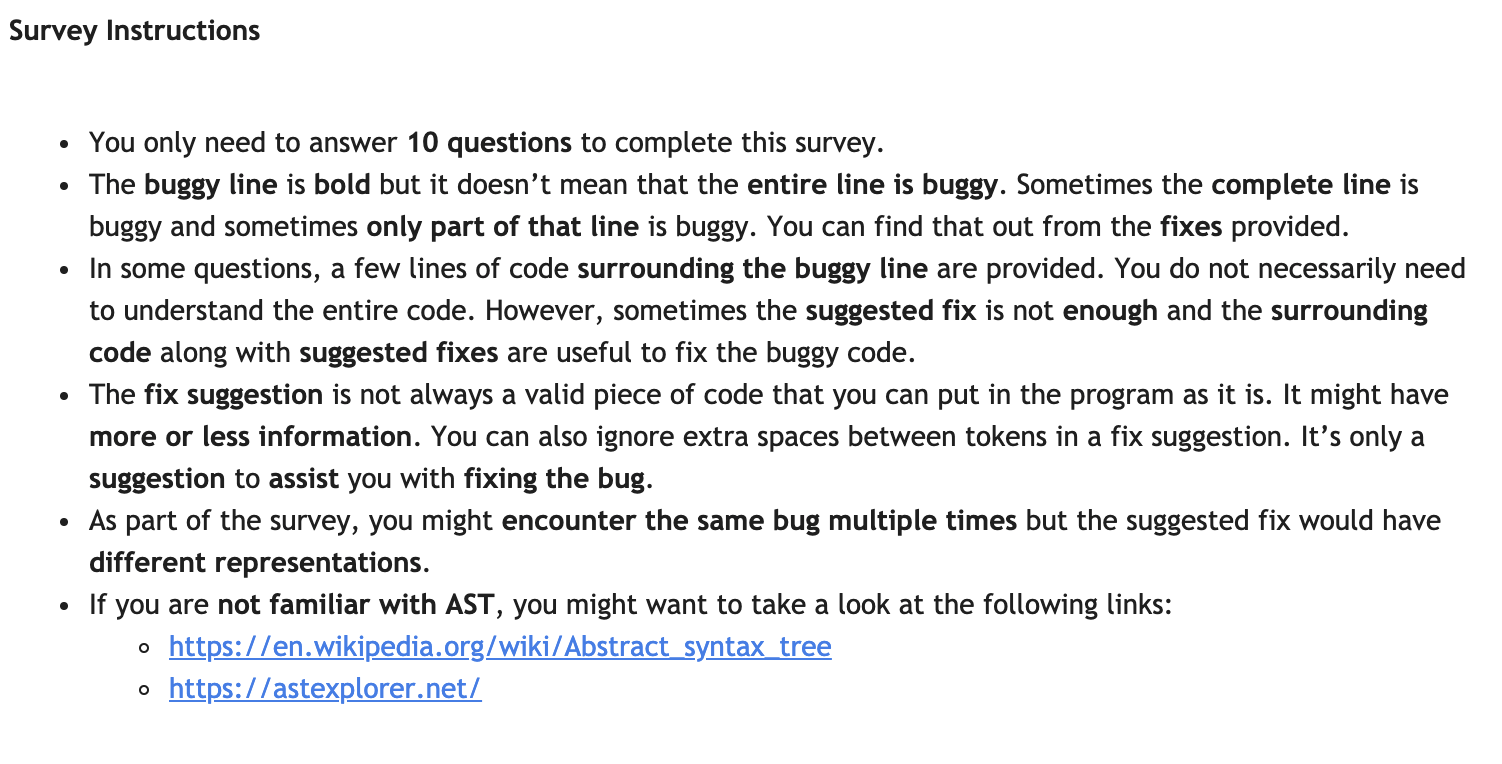 Survey Instructions
You only need to answer 10 questions to complete this survey.
The buggy line is bold but it doesn’t mean that the entire line is buggy. Sometimes the complete line is
buggy and sometimes only part of that line is buggy. You can find that out from the fixes provided.
In some questions, a few lines of code surrounding the buggy line are provided. You do not necessarily need
to understand the entire code. However, sometimes the suggested fix is not enough and the surrounding
code along with suggested fixes are useful to fix the buggy code.
The fix suggestion is not always a valid piece of code that you can put in the program as it is. It might have
more or less information. You can also ignore extra spaces between tokens in a fix suggestion. It’s only a
suggestion to assist you with fixing the bug.
As part of the survey, you might encounter the same bug multiple times but the suggested fix would have
different representations.
If you are not familiar with AST, you might want to take a look at the following links:
https://en.wikipedia.org/wiki/Abstract_syntax_tree
https://astexplorer.net/